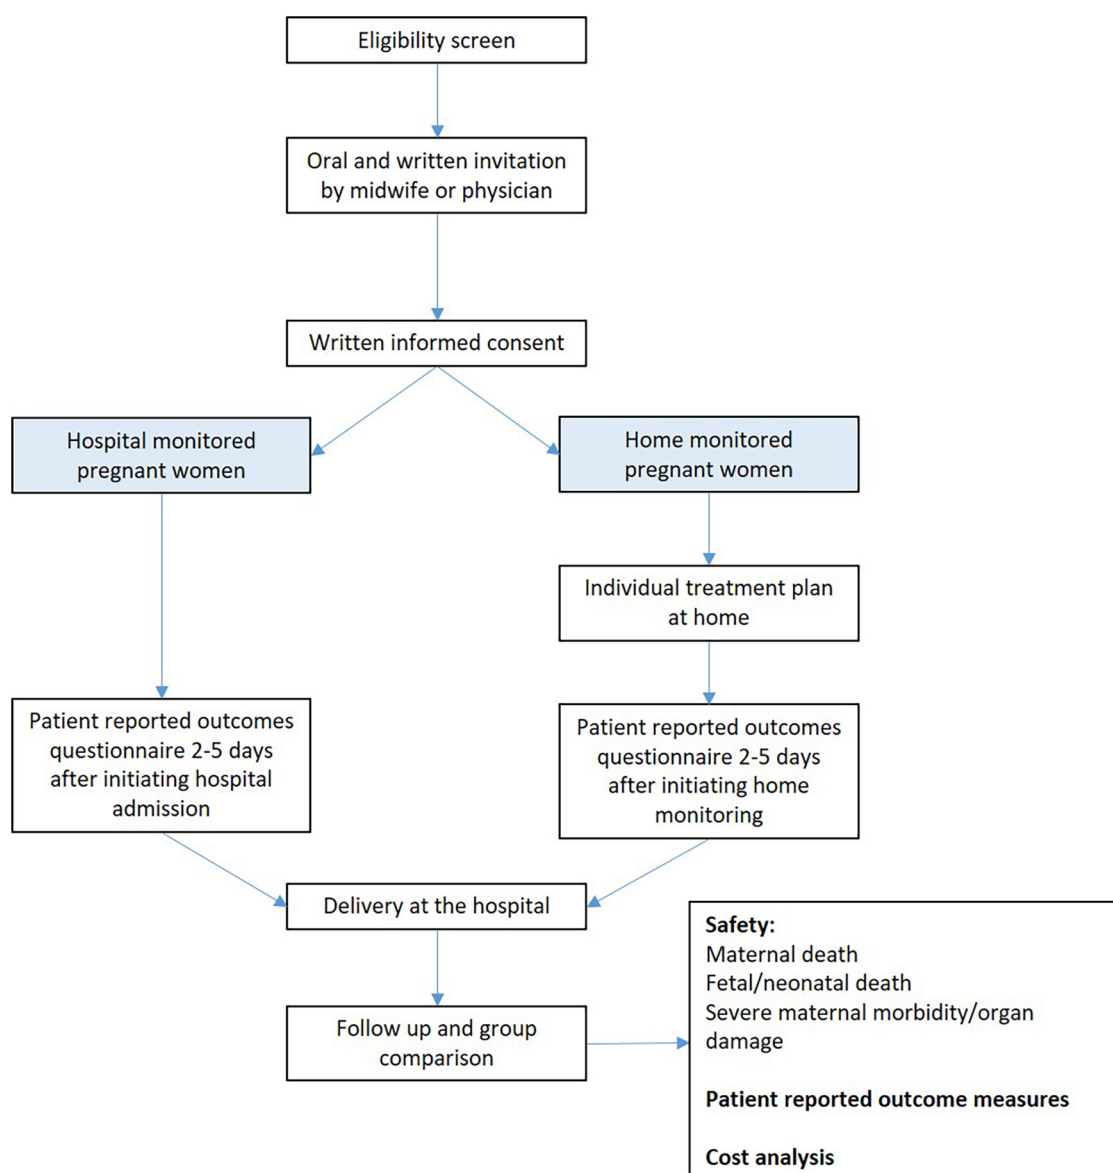 Eligibility screen
Oral and written invitation
by midwife or physician
Written informed consent
Hospital monitored
pregnant women
Home monitored
pregnant women
Individual treatment plan
at home
Patient reported outcomes
questionnaire 2-5 days
after initiating hospital
admission
Patient reported outcomes
questionnaire 2-5 days
after initiating home
monitoring
Delivery at the hospital
Follow up and group
comparison
Safety:
Maternal death
Fetal/neonatal death
Severe maternal morbidity/organ
damage
Patient reported outcome measures
Cost analysis